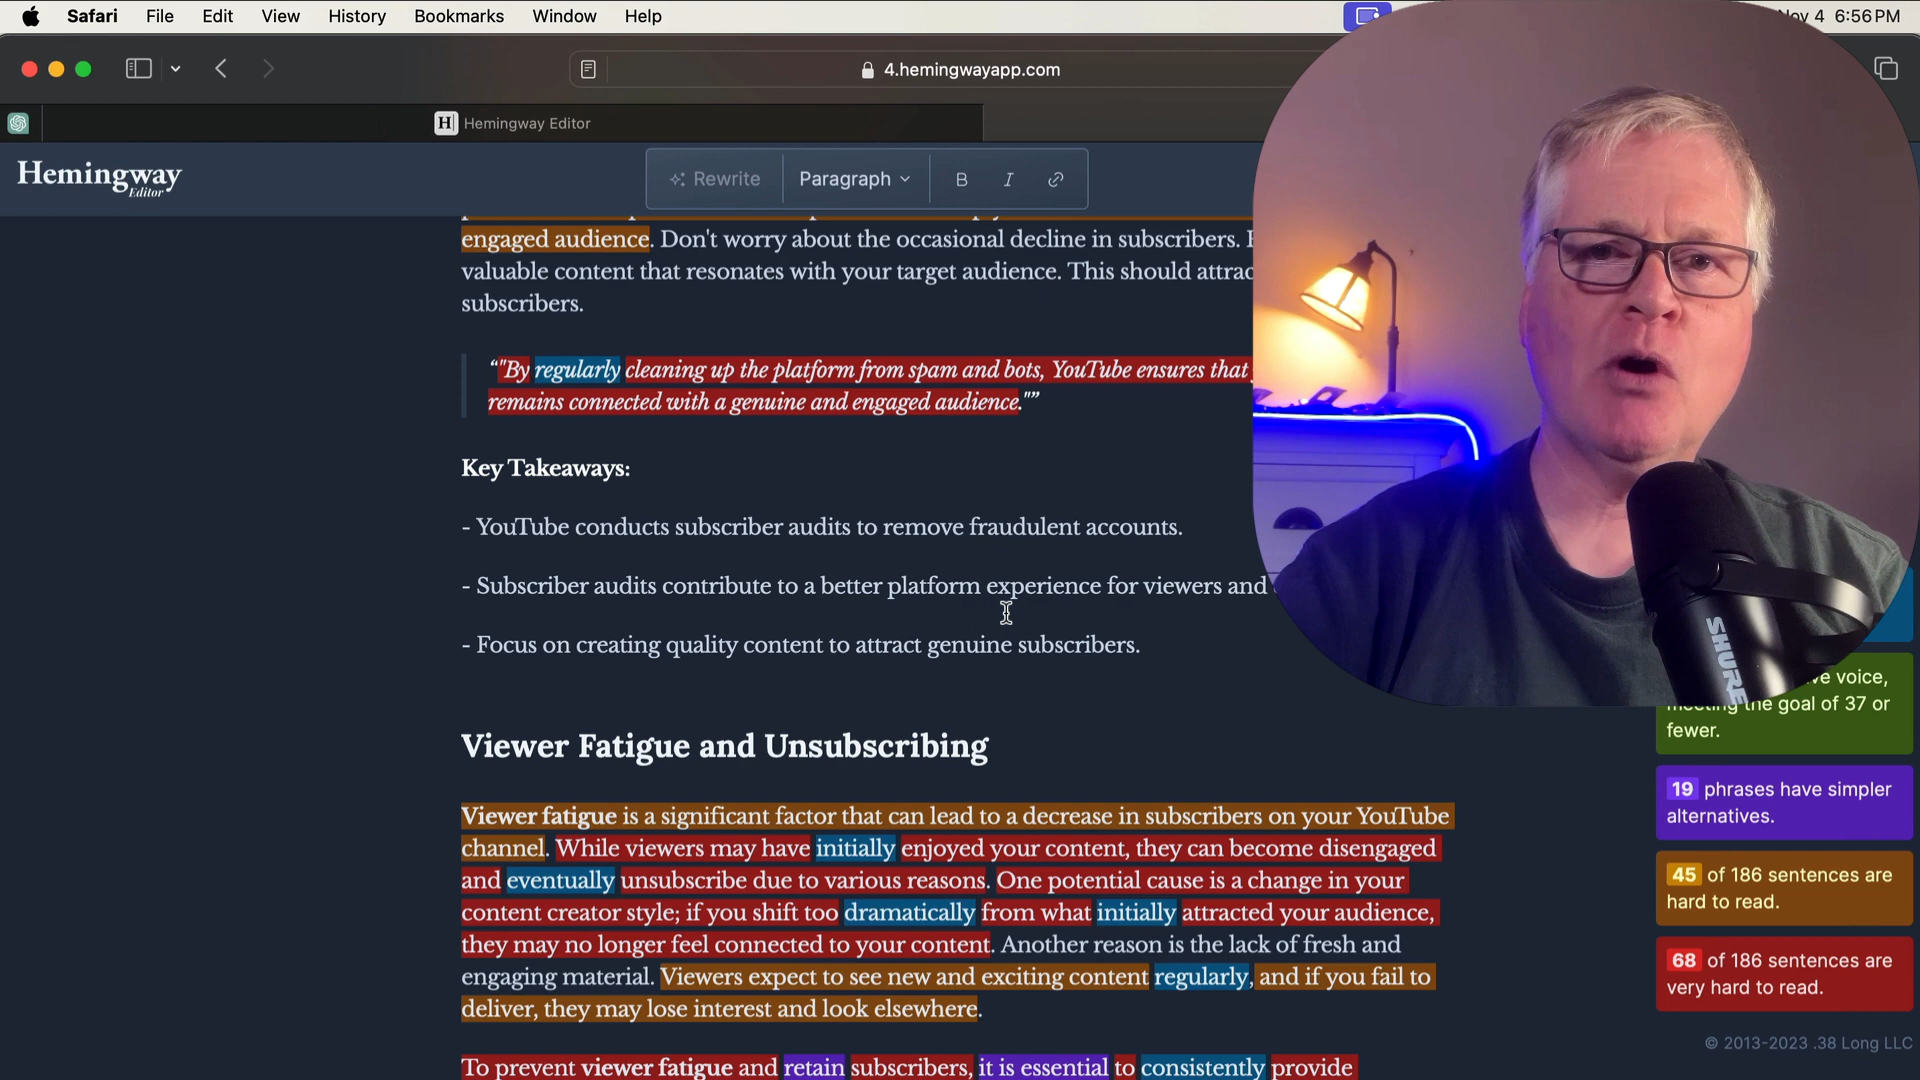 Safari File Edit View History Bookmarks Window Help
Nov 4 6:56 PM
4.hemingwayapp.com
H Hemingway Editor
Hemingway
Editor
Rewrite Paragraph B I
engaged audience. Don't worry about the occasional decline in subscribers.
valuable content that resonates with your target audience. This should
subscribers.
“"By regularly cleaning up the platform from spam and bots, YouTube ensures that
remains connected with a genuine and engaged audience."”
Key Takeaways:
- YouTube conducts subscriber audits to remove fraudulent accounts.
- Subscriber audits contribute to a better platform experience for viewers and
- Focus on creating quality content to attract genuine subscribers.
Viewer Fatigue and Unsubscribing
Viewer fatigue is a significant factor that can lead to a decrease in subscribers on your YouTube
channel. While viewers may have initially enjoyed your content, they can become disengaged
and eventually unsubscribe due to various reasons. One potential cause is a change in your
content creator style; if you shift too dramatically from what initially attracted your audience,
they may no longer feel connected to your content. Another reason is the lack of fresh and
engaging material. Viewers expect to see new and exciting content regularly, and if you fail to
deliver, they may lose interest and look elsewhere.
To prevent viewer fatigue and retain subscribers, it is essential to consistently provide
SHURE
voice,
meeting the goal of 37 or
fewer.
19 phrases have simpler
alternatives.
45 of 186 sentences are
hard to read.
68 of 186 sentences are
very hard to read.
© 2013-2023 .38 Long LLC